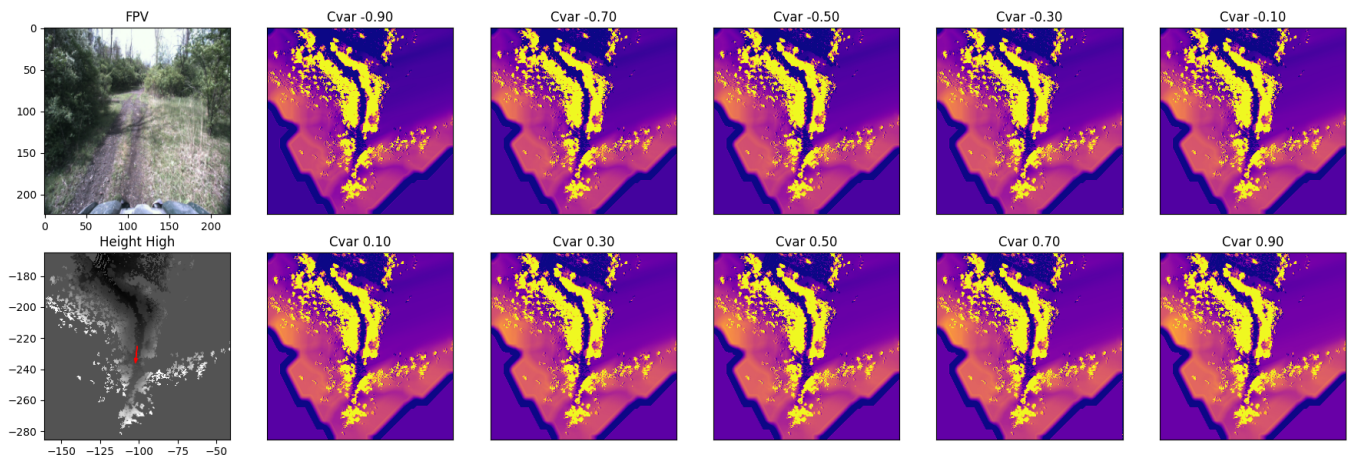 FPV
Cvar -0.90
Cvar -0.70
Cvar -0.50
Cvar -0.30
Cvar -0.10
0
50
100
150
200
0 50 100 150 200
Height High
Cvar 0.10
Cvar 0.30
Cvar 0.50
Cvar 0.70
Cvar 0.90
−180
−200
−220
−240
−260
−280
−150 −125 −100 −75 −50